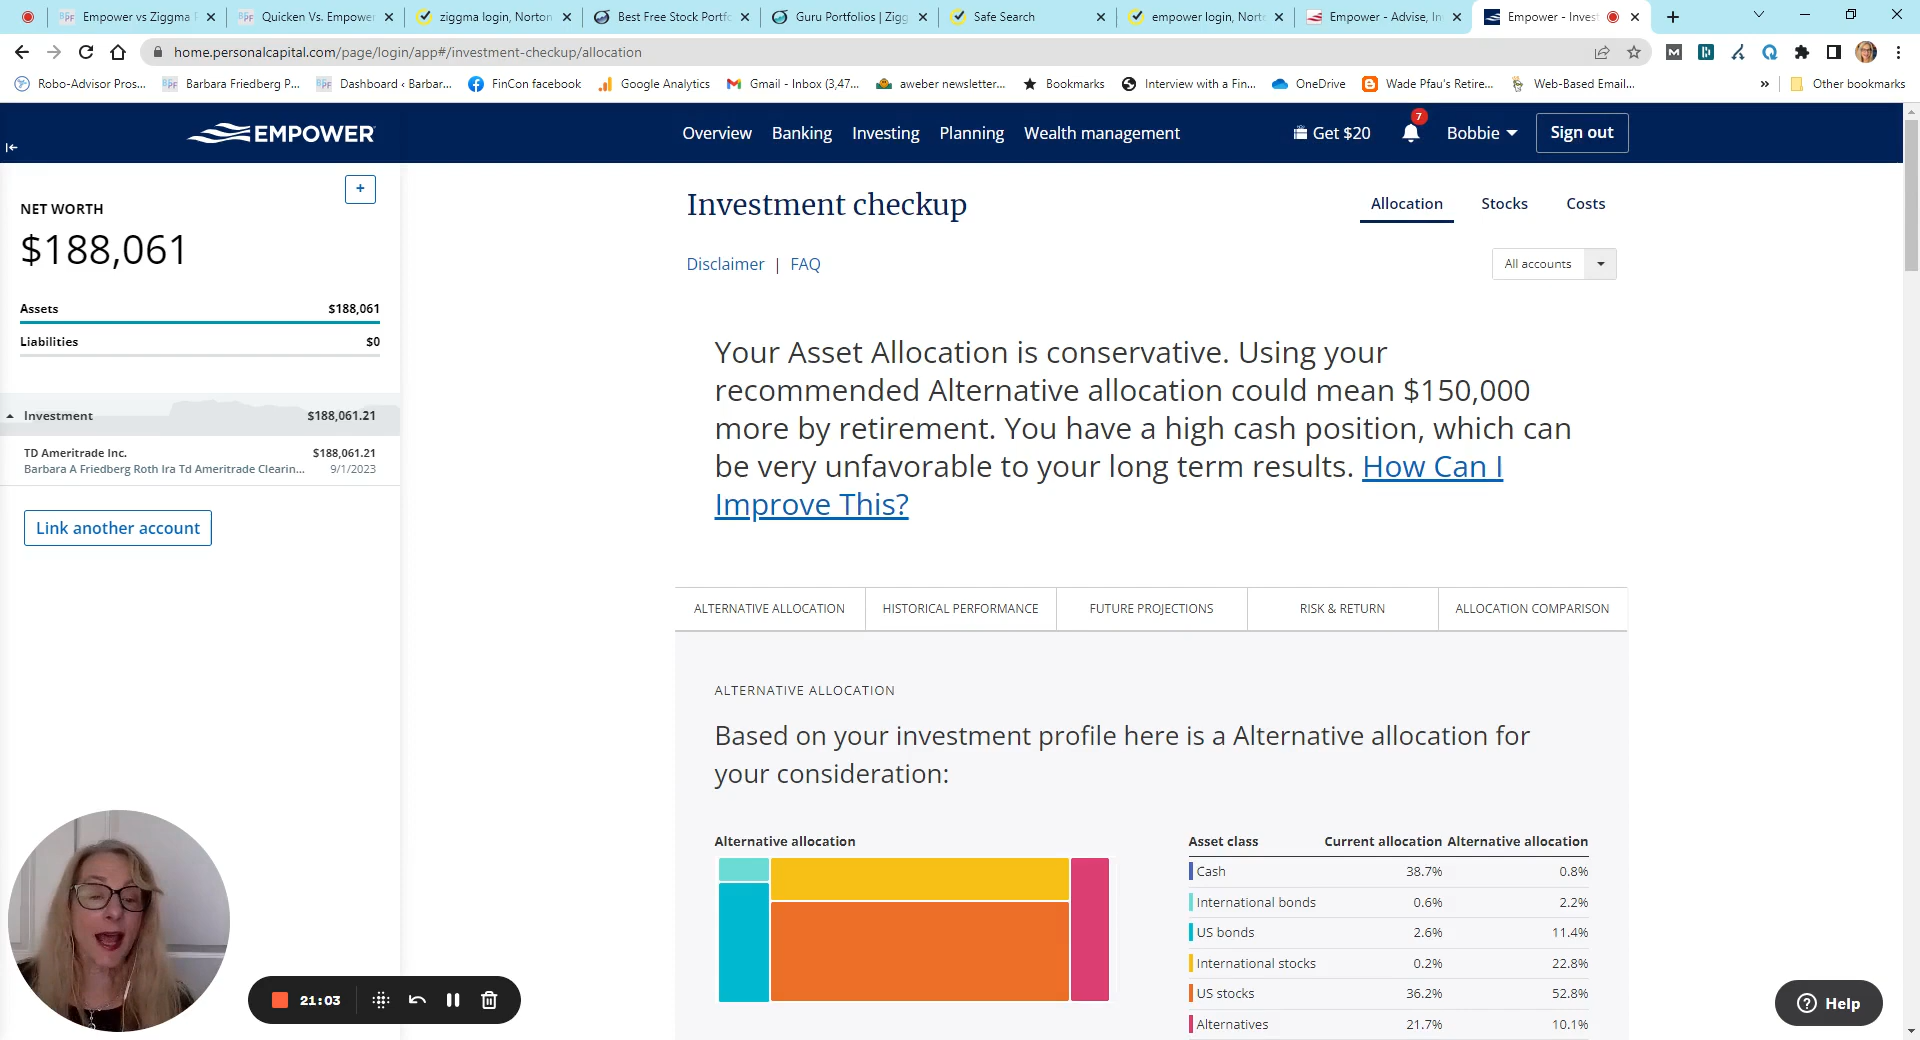 Empower vs Ziggma
Quicken Vs. Empower
ziggma login, Norton
Best Free Stock Portfo
Guru Portfolios | Zigg
Safe Search
empower login, Nort
Empower - Advise, In
Empower - Invest
home.personalcapital.com/page/login/app#/investment-checkup/allocation
Robo-Advisor Pros...
Barbara Friedberg P...
Dashboard ‹ Barbar...
FinCon facebook
Google Analytics
Gmail - Inbox (3,47...
aweber newsletter...
Bookmarks
Interview with a Fin...
OneDrive
Wade Pfau's Retire...
Web-Based Email...
»
Other bookmarks
EMPOWER
Overview
Banking
Investing
Planning
Wealth management
Get $20
7
Bobbie
Sign out
+
NET WORTH
$188,061
Assets $188,061
Liabilities $0
Investment $188,061.21
TD Ameritrade Inc. $188,061.21
Barbara A Friedberg Roth Ira Td Ameritrade Clearin... 9/1/2023
Link another account
Investment checkup
Allocation
Stocks
Costs
Disclaimer | FAQ
All accounts
Your Asset Allocation is conservative. Using your
recommended Alternative allocation could mean $150,000
more by retirement. You have a high cash position, which can
be very unfavorable to your long term results. How Can I
Improve This?
ALTERNATIVE ALLOCATION
HISTORICAL PERFORMANCE
FUTURE PROJECTIONS
RISK & RETURN
ALLOCATION COMPARISON
ALTERNATIVE ALLOCATION
Based on your investment profile here is a Alternative allocation for
your consideration:
Alternative allocation
Asset class Current allocation Alternative allocation
Cash 38.7% 0.8%
International bonds 0.6% 2.2%
US bonds 2.6% 11.4%
International stocks 0.2% 22.8%
US stocks 36.2% 52.8%
Alternatives 21.7% 10.1%
21:03
? Help